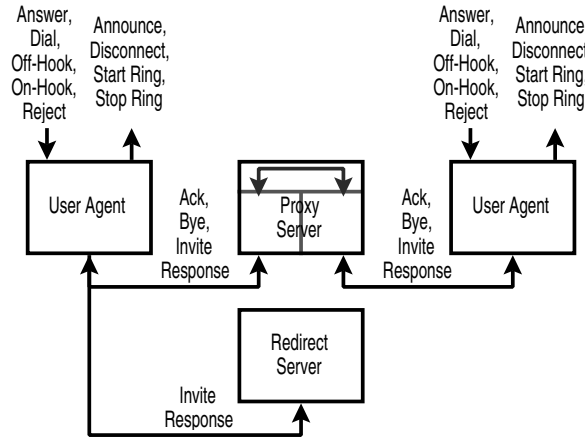 Answer,
Dial,
Off-Hook,
On-Hook,
Reject
Announce,
Disconnect,
Start Ring,
Stop Ring
Answer,
Dial,
Off-Hook,
On-Hook,
Reject
Announce
Disconnect,
Start Ring,
Stop Ring
User Agent
Ack,
Bye,
Invite
Response
Proxy
Server
Ack,
Bye,
Invite
Response
User Agent
Redirect
Server
Invite
Response